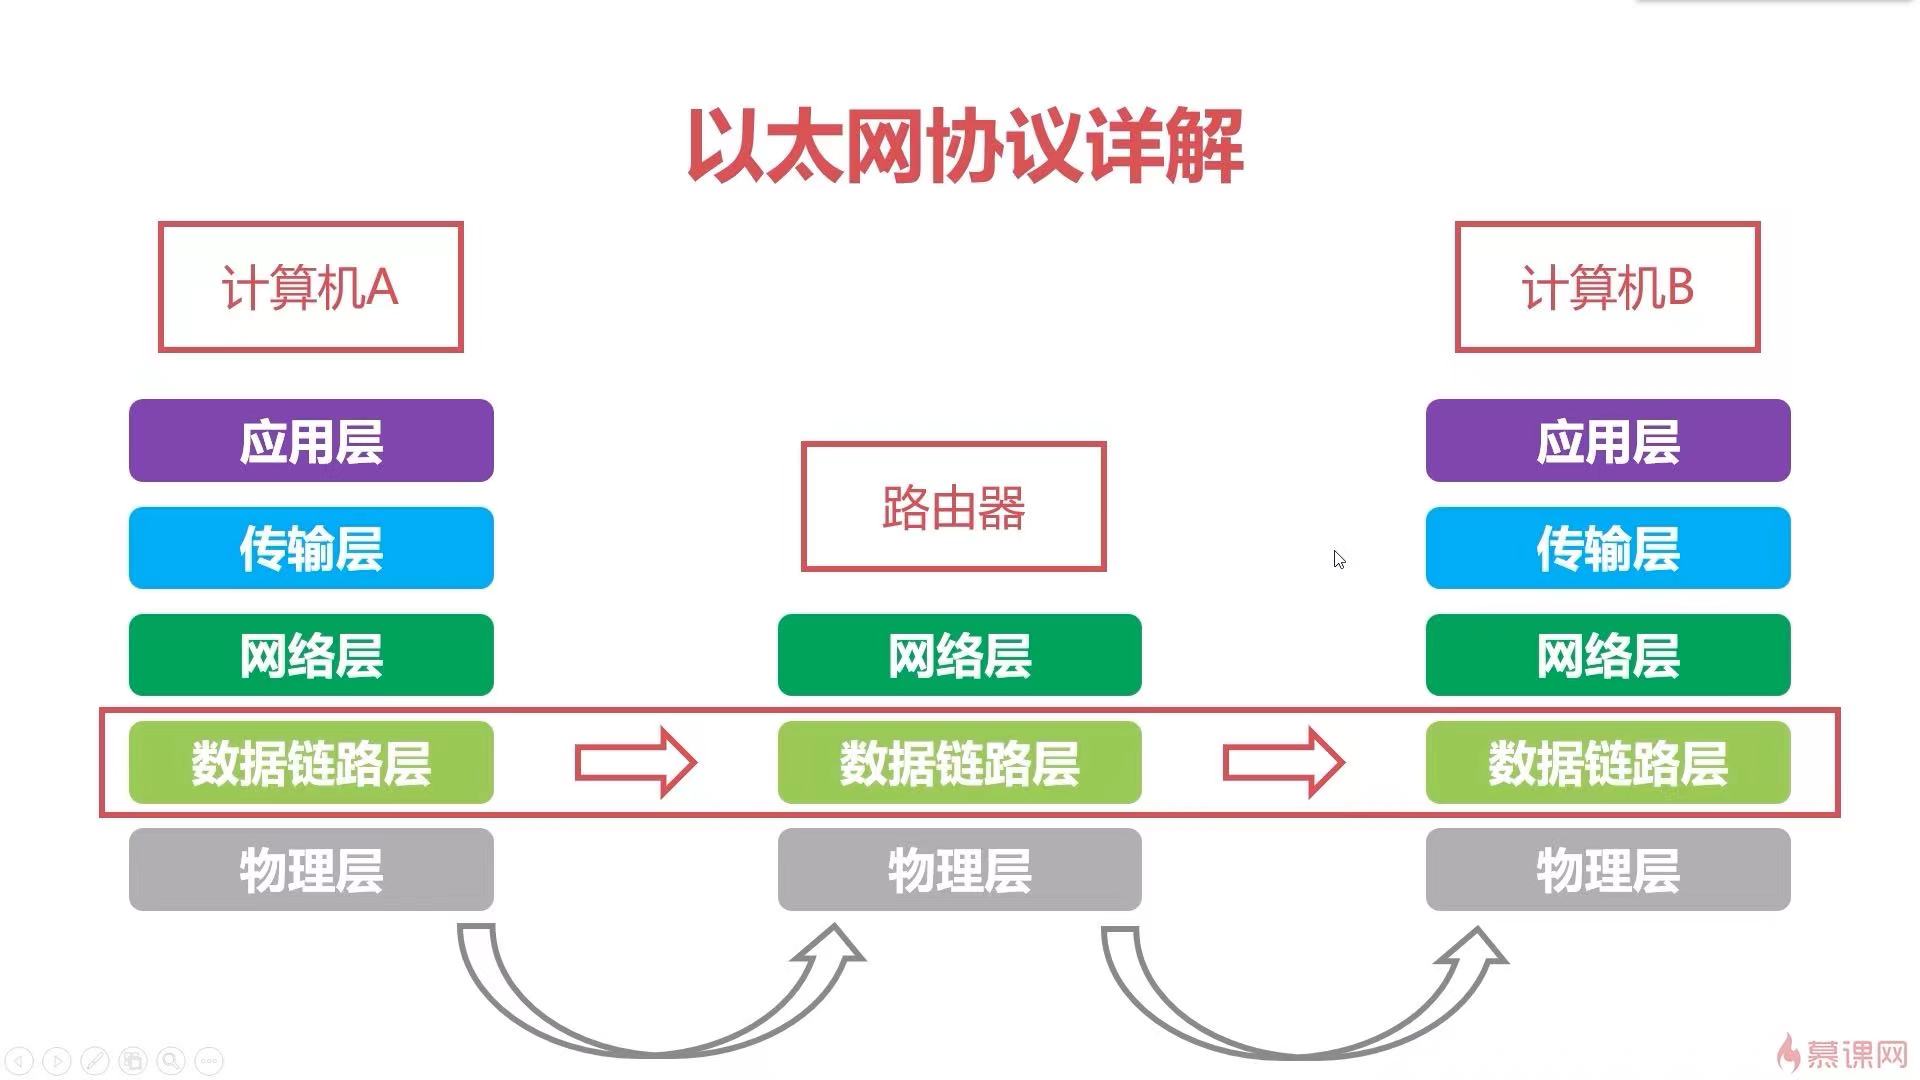 以太网协议详解
计算机A
计算机B
应用层
应用层
路由器
传输层
传输层
网络层
网络层
网络层
数据链路层
数据链路层
数据链路层
物理层
物理层
物理层
慕课网